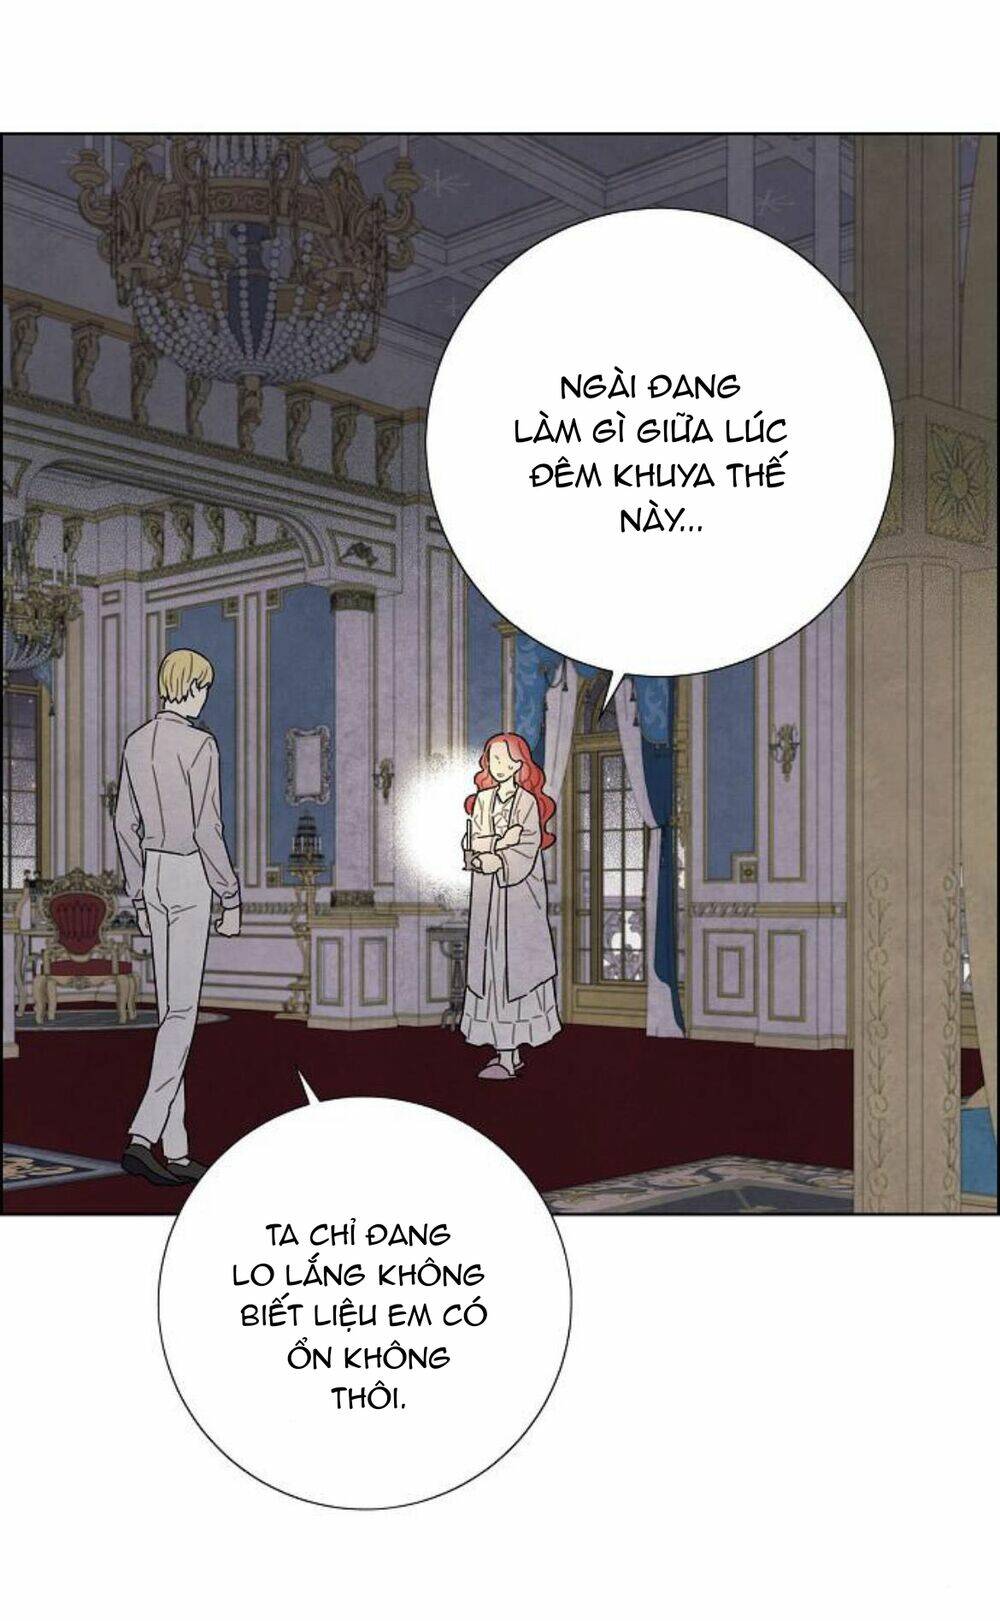 NGÀI ĐANG
LÀM GÌ GIỮA LÚC
ĐÊM KHUYA THẾ
NÀY...
TA CHỈ ĐANG
LO LẮNG KHÔNG
BIẾT LIỆU EM CÓ
ỔN KHÔNG
THÔI.